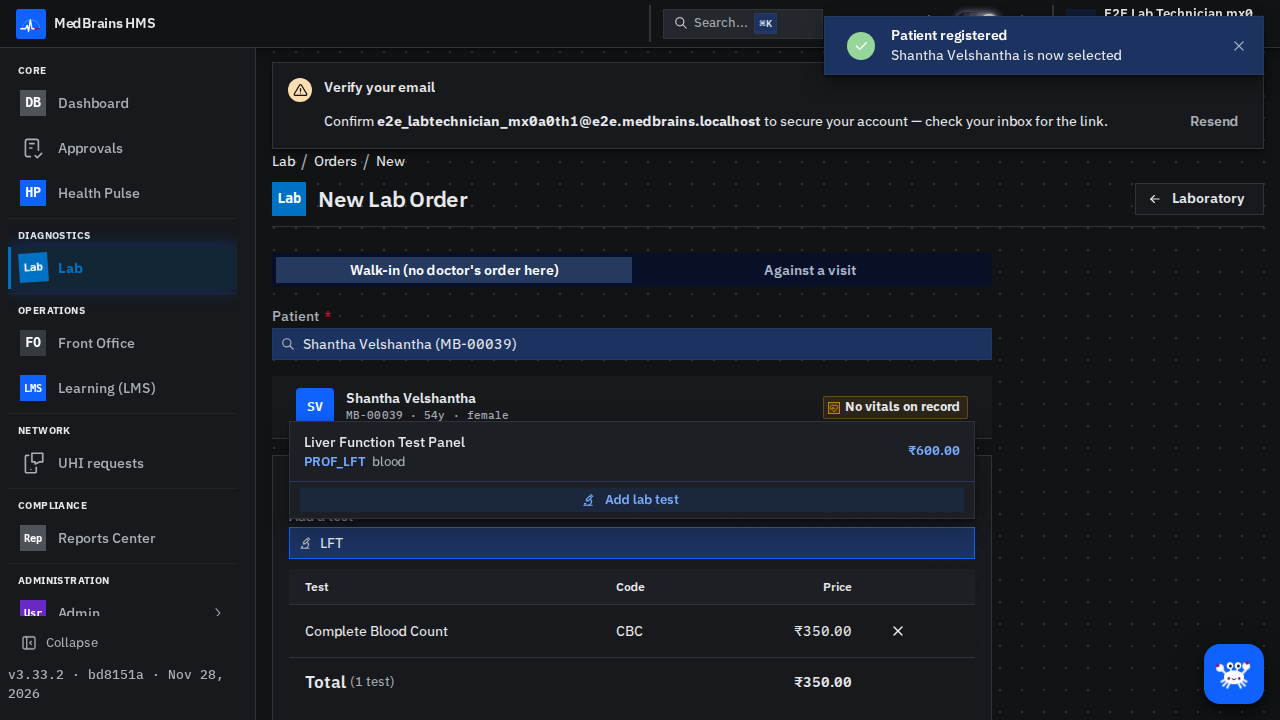 MedBrains HMS
Search... ⌘K
E2E Lab Technician mx0
Patient registered
Shantha Velshantha is now selected
CORE
DB Dashboard
Approvals
HP Health Pulse
DIAGNOSTICS
Lab Lab
OPERATIONS
FO Front Office
LMS Learning (LMS)
NETWORK
UHI requests
COMPLIANCE
Rep Reports Center
ADMINISTRATION
Usr Admin
Collapse
v3.33.2 · bd8151a · Nov 28,
2026
Verify your email
Confirm e2e_labtechnician_mx0a0th1@e2e.medbrains.localhost to secure your account — check your inbox for the link.
Resend
Lab / Orders / New
Lab New Lab Order
Laboratory
Walk-in (no doctor's order here)
Against a visit
Patient *
Shantha Velshantha (MB-00039)
SV
Shantha Velshantha
MB-00039 · 54y · female
No vitals on record
Liver Function Test Panel
PROF_LFT blood
₹600.00
Add lab test
Add a test
LFT
Test Code Price
Complete Blood Count CBC ₹350.00
Total (1 test) ₹350.00